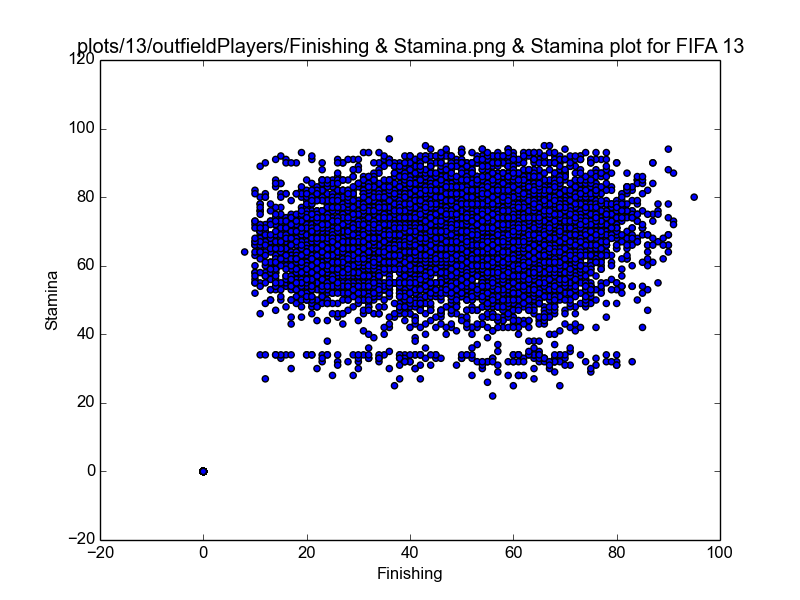 plots/13/outfieldPlayers/Finishing & Stamina.png & Stamina plot for FIFA 13
120
100
80
60
40
20
0
−20
Stamina
−20 0 20 40 60 80 100
Finishing